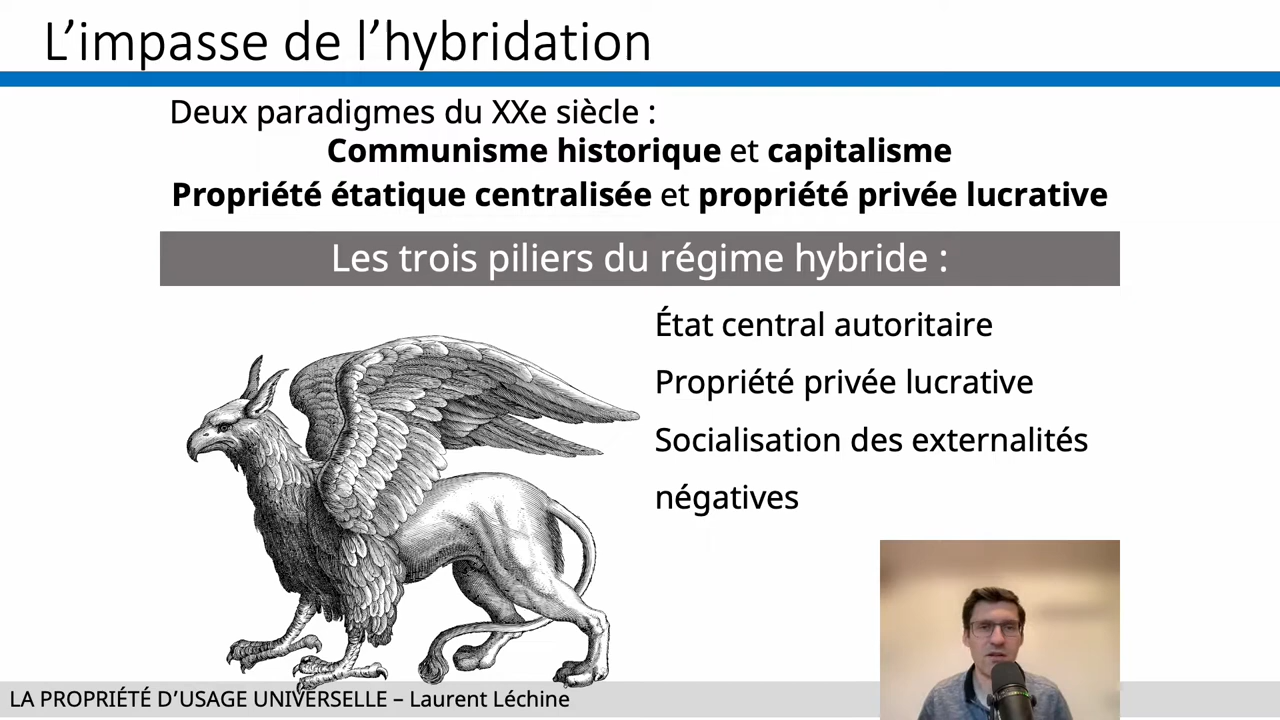 L’impasse de l’hybridation
Deux paradigmes du XXe siècle :
Communisme historique et capitalisme
Propriété étatique centralisée et propriété privée lucrative
Les trois piliers du régime hybride :
État central autoritaire
Propriété privée lucrative
Socialisation des externalités
négatives
LA PROPRIÉTÉ D’USAGE UNIVERSELLE – Laurent Léchine